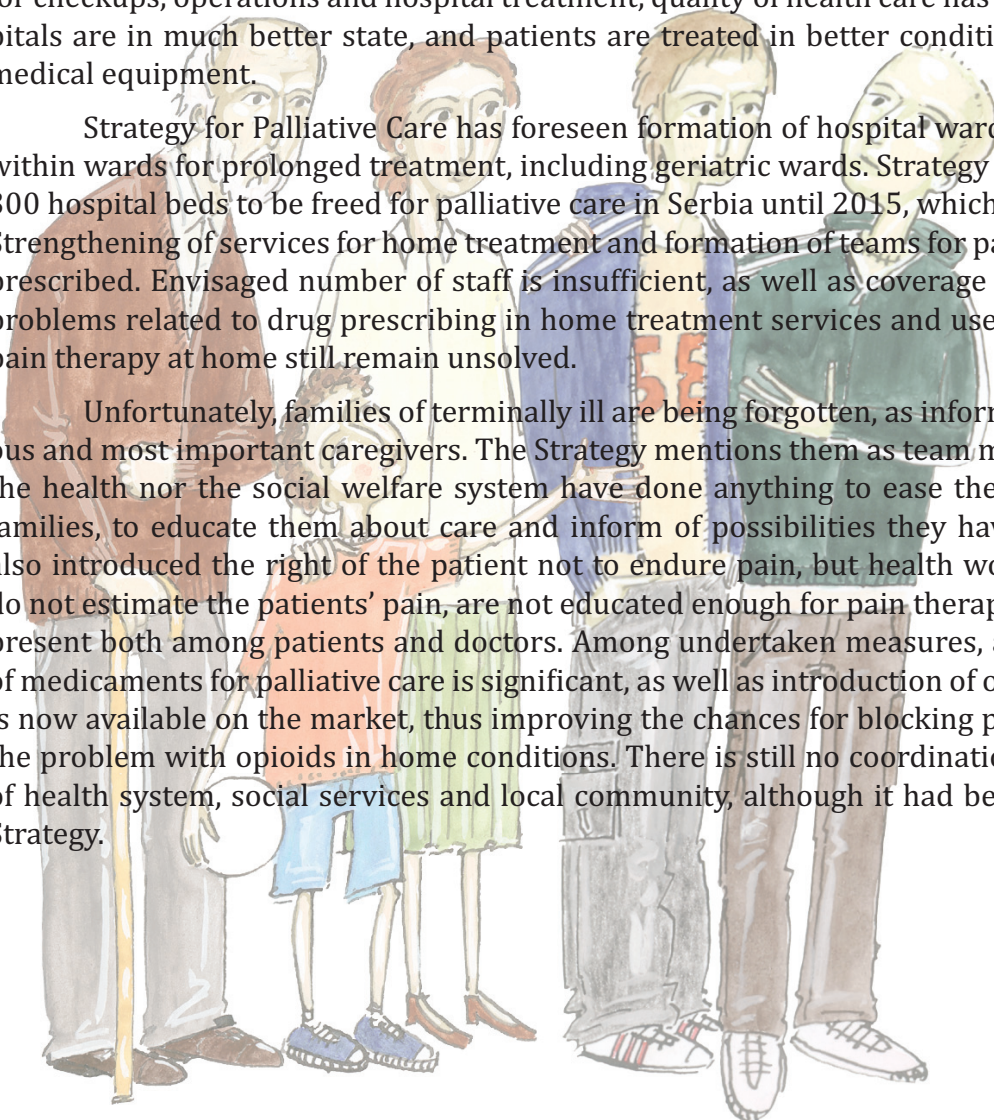 for checkups, operations and hospital treatment, quality of health care has
pitals are in much better state, and patients are treated in better conditi
medical equipment.
Strategy for Palliative Care has foreseen formation of hospital ward
within wards for prolonged treatment, including geriatric wards. Strategy
300 hospital beds to be freed for palliative care in Serbia until 2015, which
Strengthening of services for home treatment and formation of teams for pa
prescribed. Envisaged number of staff is insufficient, as well as coverage
problems related to drug prescribing in home treatment services and use
pain therapy at home still remain unsolved.
Unfortunately, families of terminally ill are being forgotten, as inform
ous and most important caregivers. The Strategy mentions them as team m
the health nor the social welfare system have done anything to ease the
families, to educate them about care and inform of possibilities they hav
also introduced the right of the patient not to endure pain, but health wo
do not estimate the patients’ pain, are not educated enough for pain therap
present both among patients and doctors. Among undertaken measures, a
of medicaments for palliative care is significant, as well as introduction of o
is now available on the market, thus improving the chances for blocking p
the problem with opioids in home conditions. There is still no coordinatio
of health system, social services and local community, although it had be
Strategy.